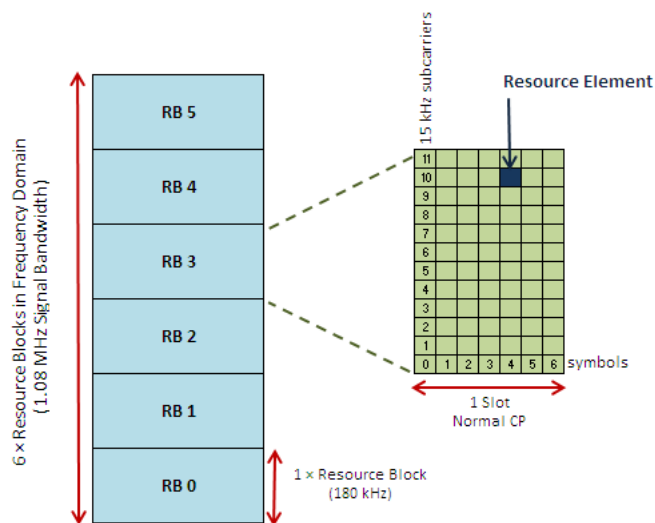 6 × Resource Blocks in Frequency Domain
(1.08 MHz Signal Bandwidth)
RB 5
RB 4
RB 3
RB 2
RB 1
RB 0
1 × Resource Block
(180 kHz)
15 kHz subcarriers
Resource Element
11
10
9
8
7
6
5
4
3
2
1
0 1 2 3 4 5 6 symbols
1 Slot
Normal CP